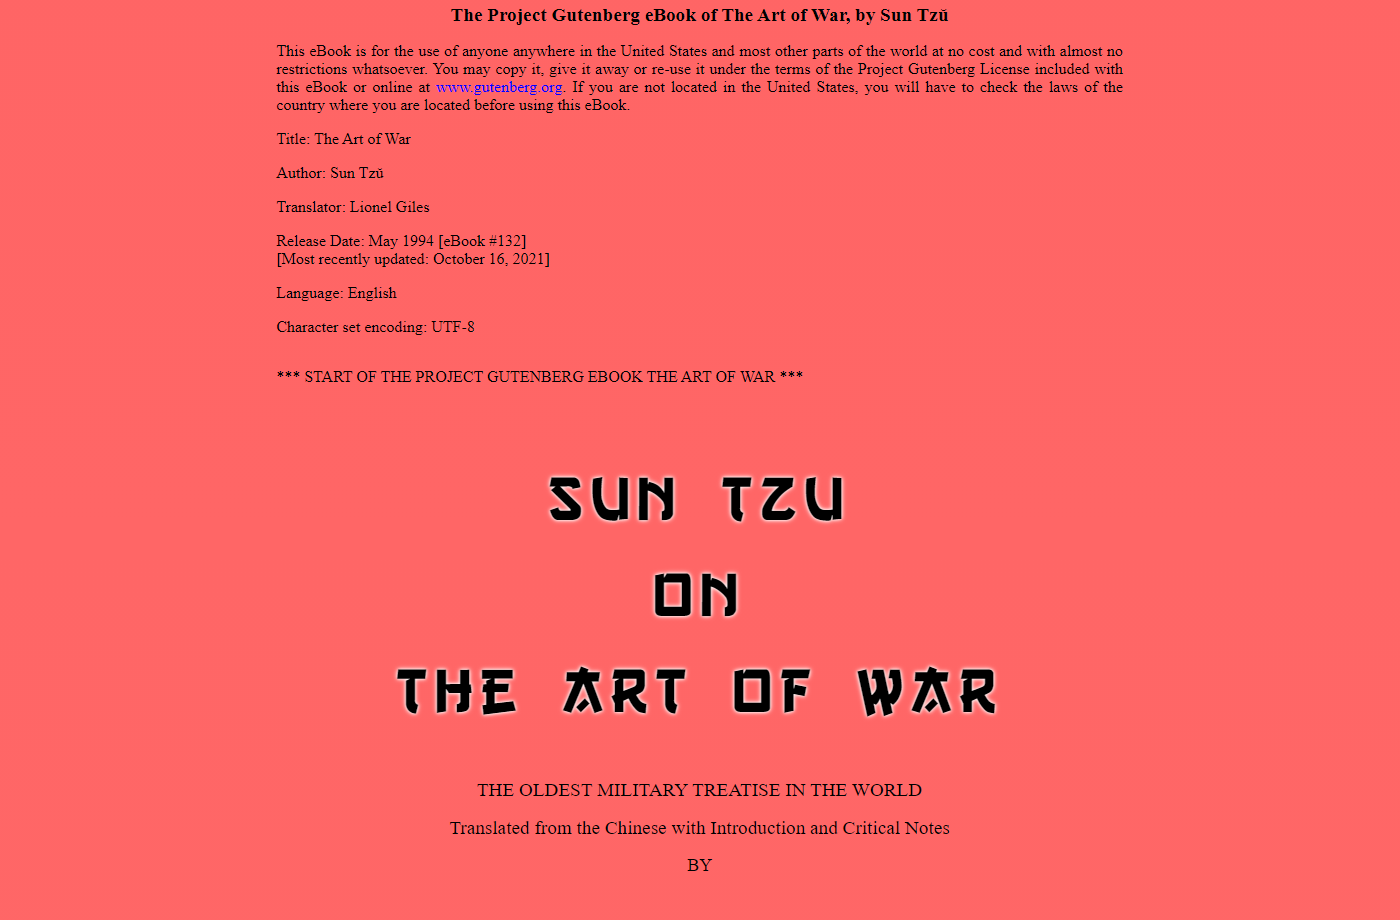 The Project Gutenberg eBook of The Art of War, by Sun Tzŭ
This eBook is for the use of anyone anywhere in the United States and most other parts of the world at no cost and with almost no
restrictions whatsoever. You may copy it, give it away or re-use it under the terms of the Project Gutenberg License included with
this eBook or online at www.gutenberg.org. If you are not located in the United States, you will have to check the laws of the
country where you are located before using this eBook.
Title: The Art of War
Author: Sun Tzŭ
Translator: Lionel Giles
Release Date: May 1994 [eBook #132]
[Most recently updated: October 16, 2021]
Language: English
Character set encoding: UTF-8
*** START OF THE PROJECT GUTENBERG EBOOK THE ART OF WAR ***
SUN TZU
ON
THE ART OF WAR
THE OLDEST MILITARY TREATISE IN THE WORLD
Translated from the Chinese with Introduction and Critical Notes
BY